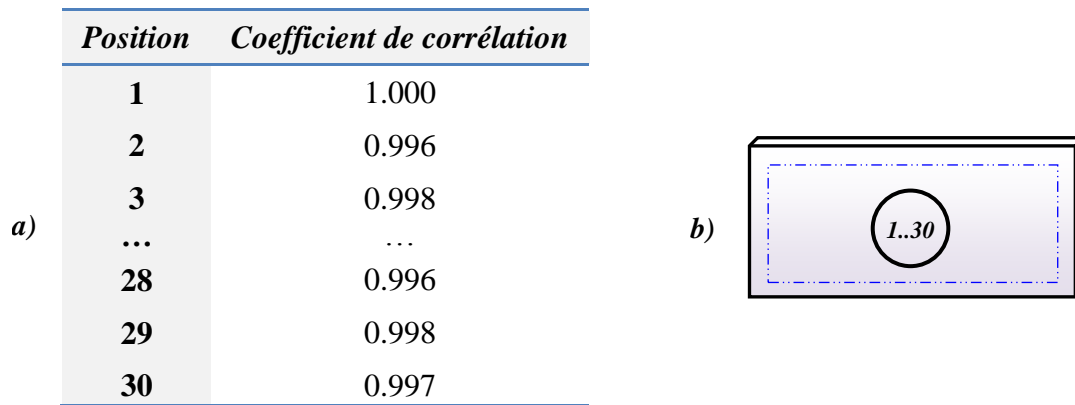 Position Coefficient de corrélation
1 1.000
2 0.996
3 0.998
a)
... ...
28 0.996
29 0.998
30 0.997
b)
1..30